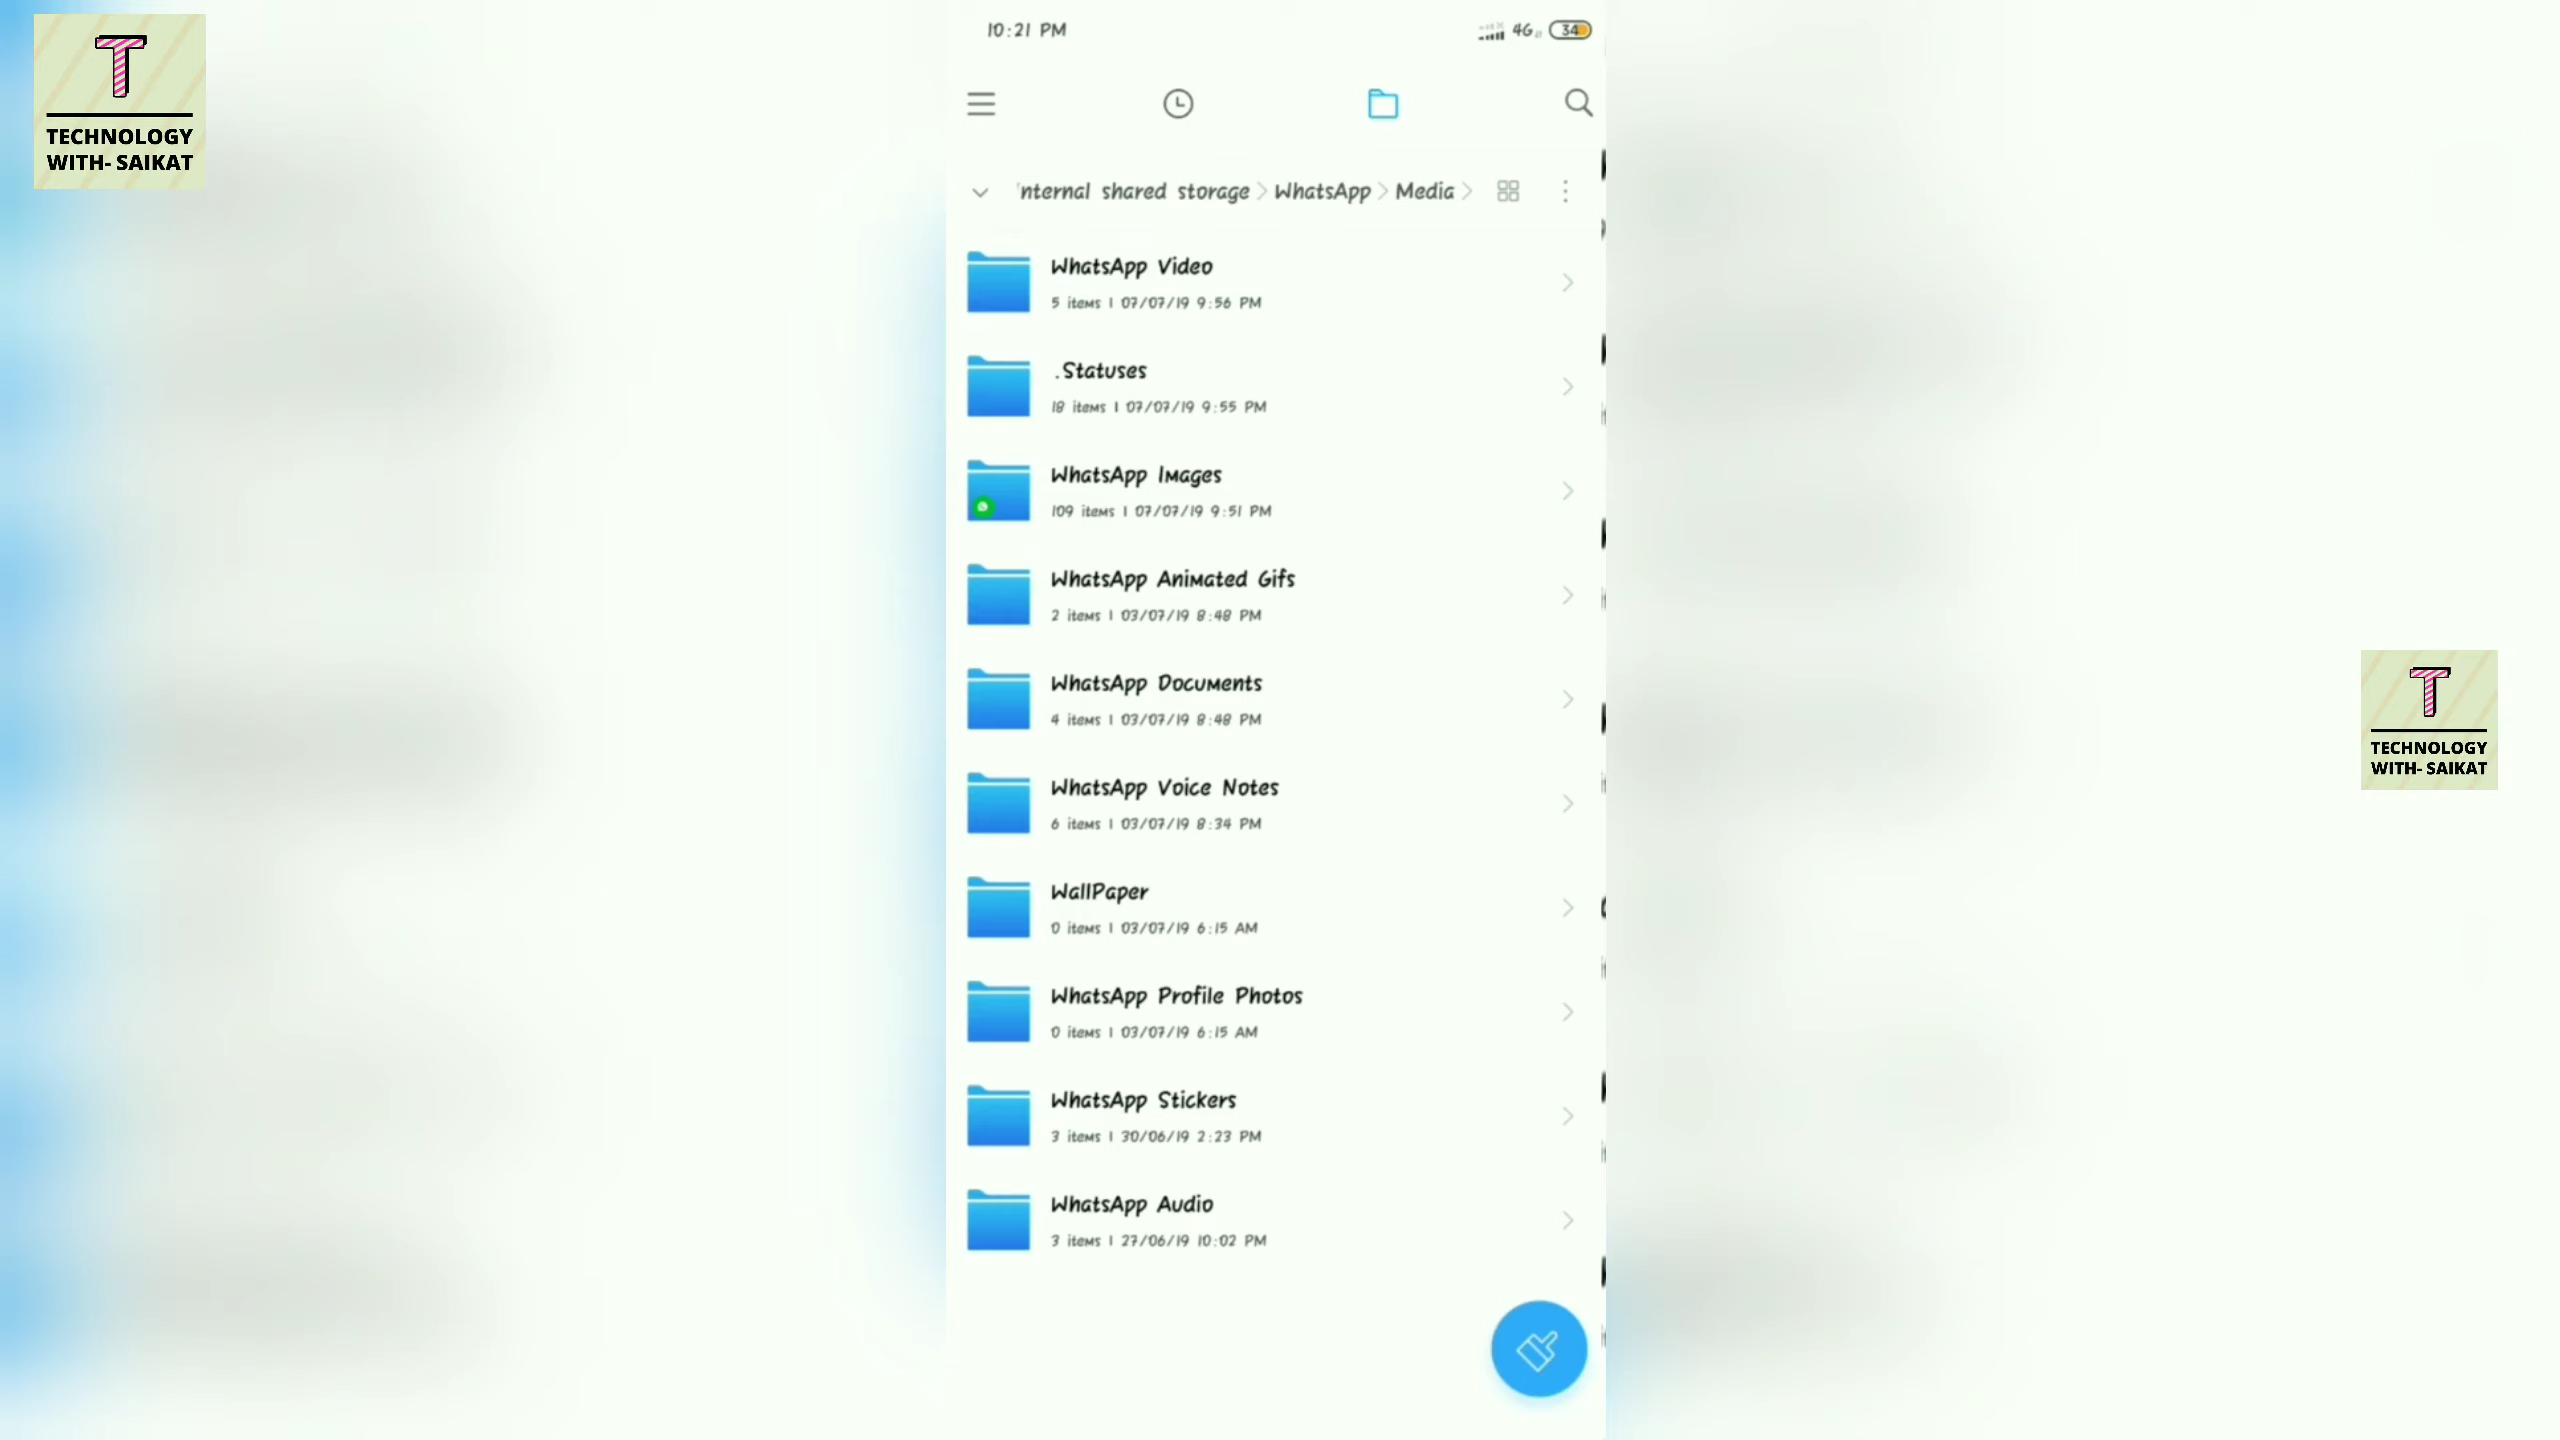 T
TECHNOLOGY
WITH- SAIKAT
10:21 PM
4G
34
nternal shared storage > WhatsApp > Media >
WhatsApp Video
5 items | 07/07/19 9:56 PM
.Statuses
18 items | 07/07/19 9:55 PM
WhatsApp Images
109 items | 07/07/19 9:51 PM
WhatsApp Animated Gifs
2 items | 03/07/19 8:48 PM
WhatsApp Documents
4 items | 03/07/19 8:48 PM
WhatsApp Voice Notes
6 items | 03/07/19 8:34 PM
WallPaper
0 items | 03/07/19 6:15 AM
WhatsApp Profile Photos
0 items | 03/07/19 6:15 AM
WhatsApp Stickers
3 items | 30/06/19 2:23 PM
WhatsApp Audio
3 items | 27/06/19 10:02 PM
T
TECHNOLOGY
WITH- SAIKAT